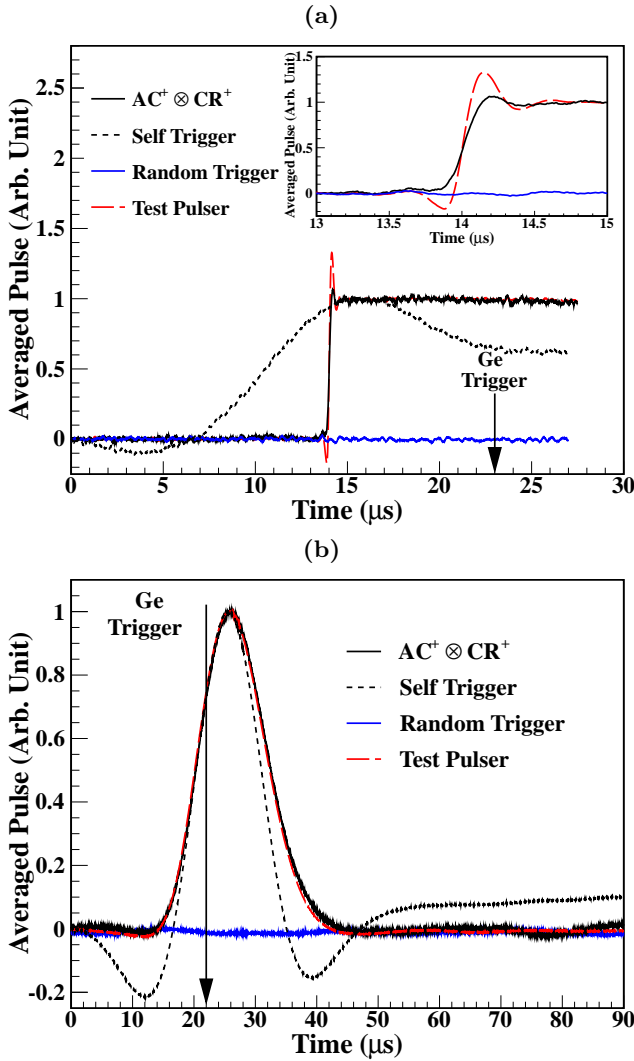 (a)
Averaged Pulse (Arb. Unit)
2.5
2
1.5
1
0.5
0
AC⁺ ⊗ CR⁺
Self Trigger
Random Trigger
Test Pulser
Averaged Pulse (Arb. Unit)
1.5
1
0.5
0
13 13.5 14 14.5 15
Time (μs)
Ge
Trigger
0 5 10 15 20 25 30
Time (μs)
(b)
Averaged Pulse (Arb. Unit)
1
0.8
0.6
0.4
0.2
0
-0.2
Ge
Trigger
AC⁺ ⊗ CR⁺
Self Trigger
Random Trigger
Test Pulser
0 10 20 30 40 50 60 70 80 90
Time (μs)